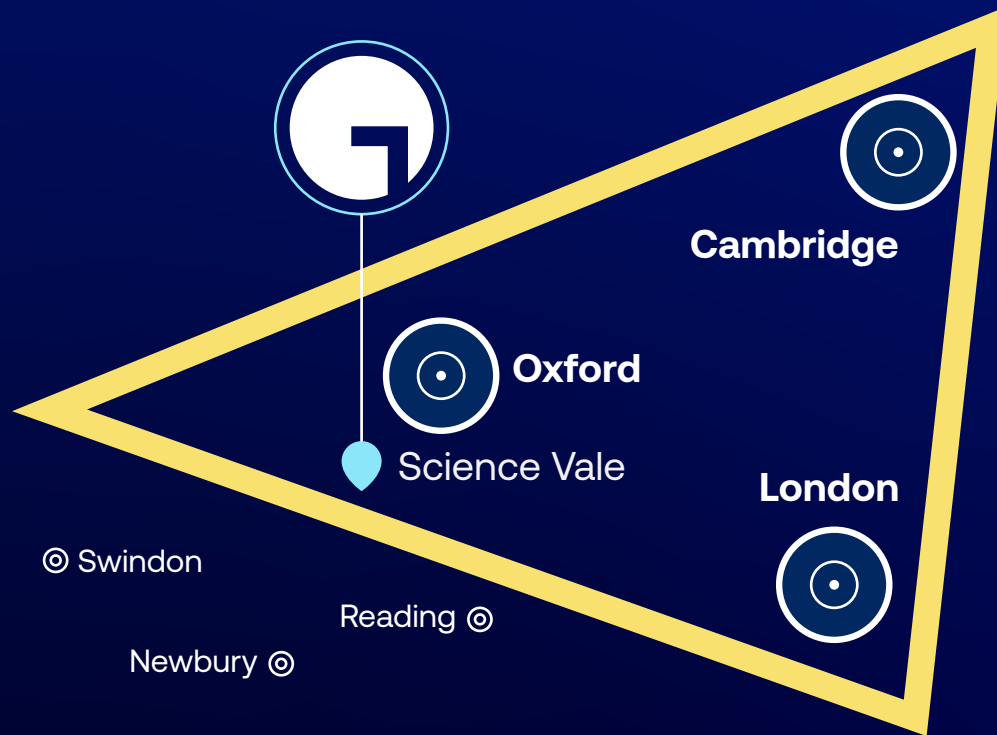 Cambridge
Oxford
Science Vale
London
Swindon
Reading
Newbury